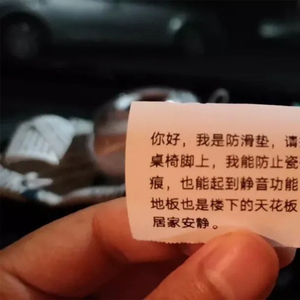 你好，我是防滑垫，请
桌椅脚上，我能防止瓷
痕，也能起到静音功能
地板也是楼下的天花板
居家安静。